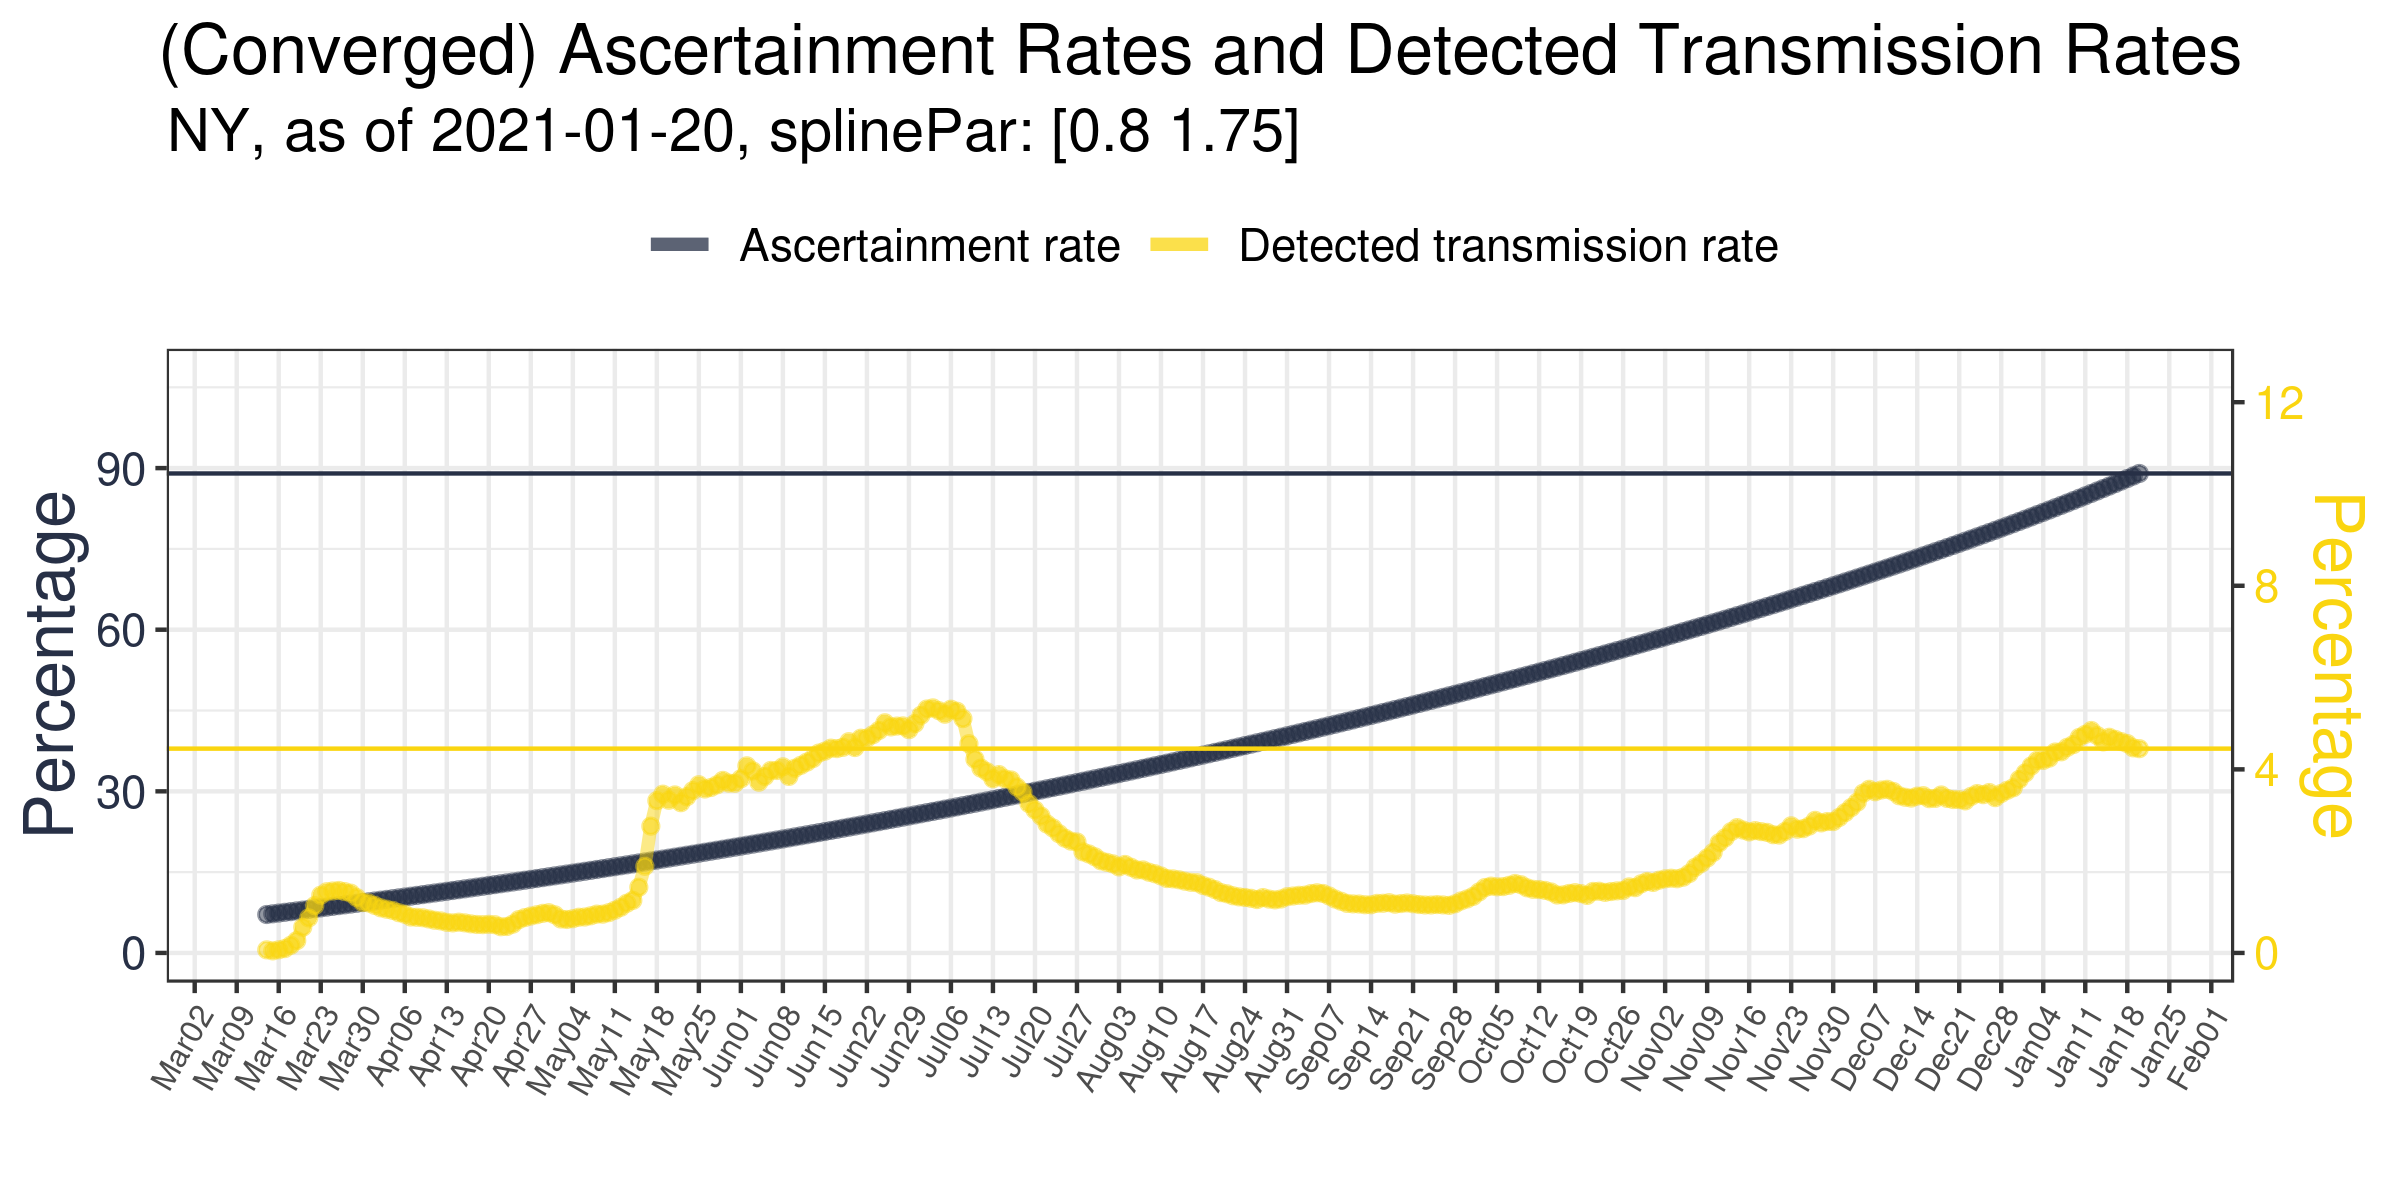 (Converged) Ascertainment Rates and Detected Transmission Rates
NY, as of 2021-01-20, splinePar: [0.8 1.75]
Ascertainment rate Detected transmission rate
Percentage
90
60
30
0
12
8
4
0
Percentage
Mar02 Mar09 Mar16 Mar23 Mar30 Apr06 Apr13 Apr20 Apr27 May04 May11 May18 May25 Jun01 Jun08 Jun15 Jun22 Jun29 Jul06 Jul13 Jul20 Jul27 Aug03 Aug10 Aug17 Aug24 Aug31 Sep07 Sep14 Sep21 Sep28 Oct05 Oct12 Oct19 Oct26 Nov02 Nov09 Nov16 Nov23 Nov30 Dec07 Dec14 Dec21 Dec28 Jan04 Jan11 Jan18 Jan25 Feb01